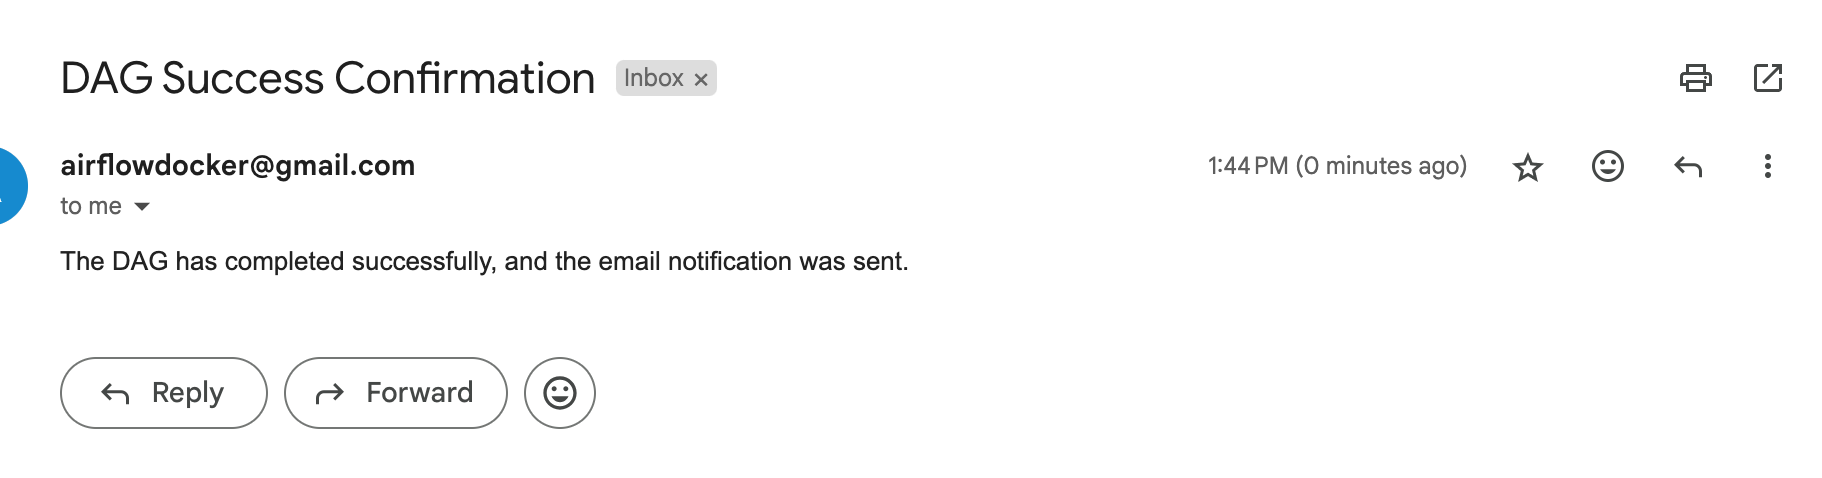 DAG Success Confirmation Inbox ×
airflowdocker@gmail.com 1:44 PM (0 minutes ago)
to me
The DAG has completed successfully, and the email notification was sent.
Reply Forward